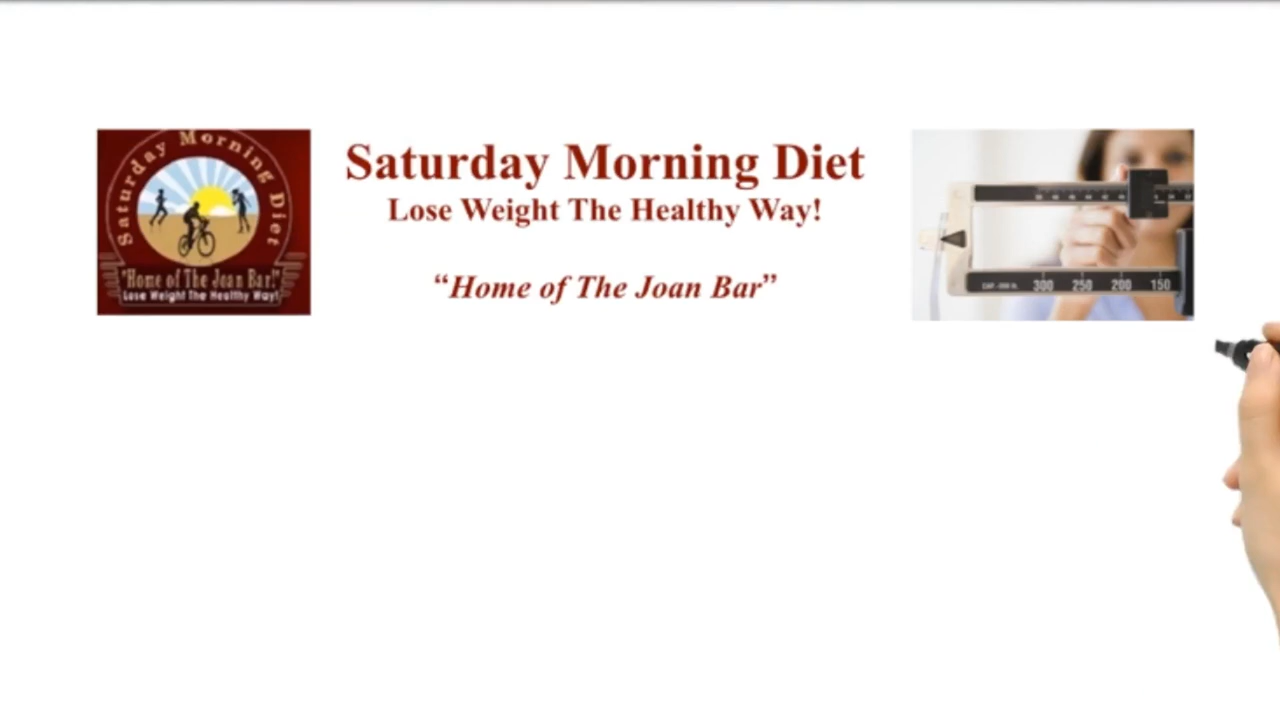 Saturday Morning Diet
"Home of The Joan Bar!"
Lose Weight The Healthy Way!
Saturday Morning Diet
Lose Weight The Healthy Way!
“Home of The Joan Bar”
300 250 200 150